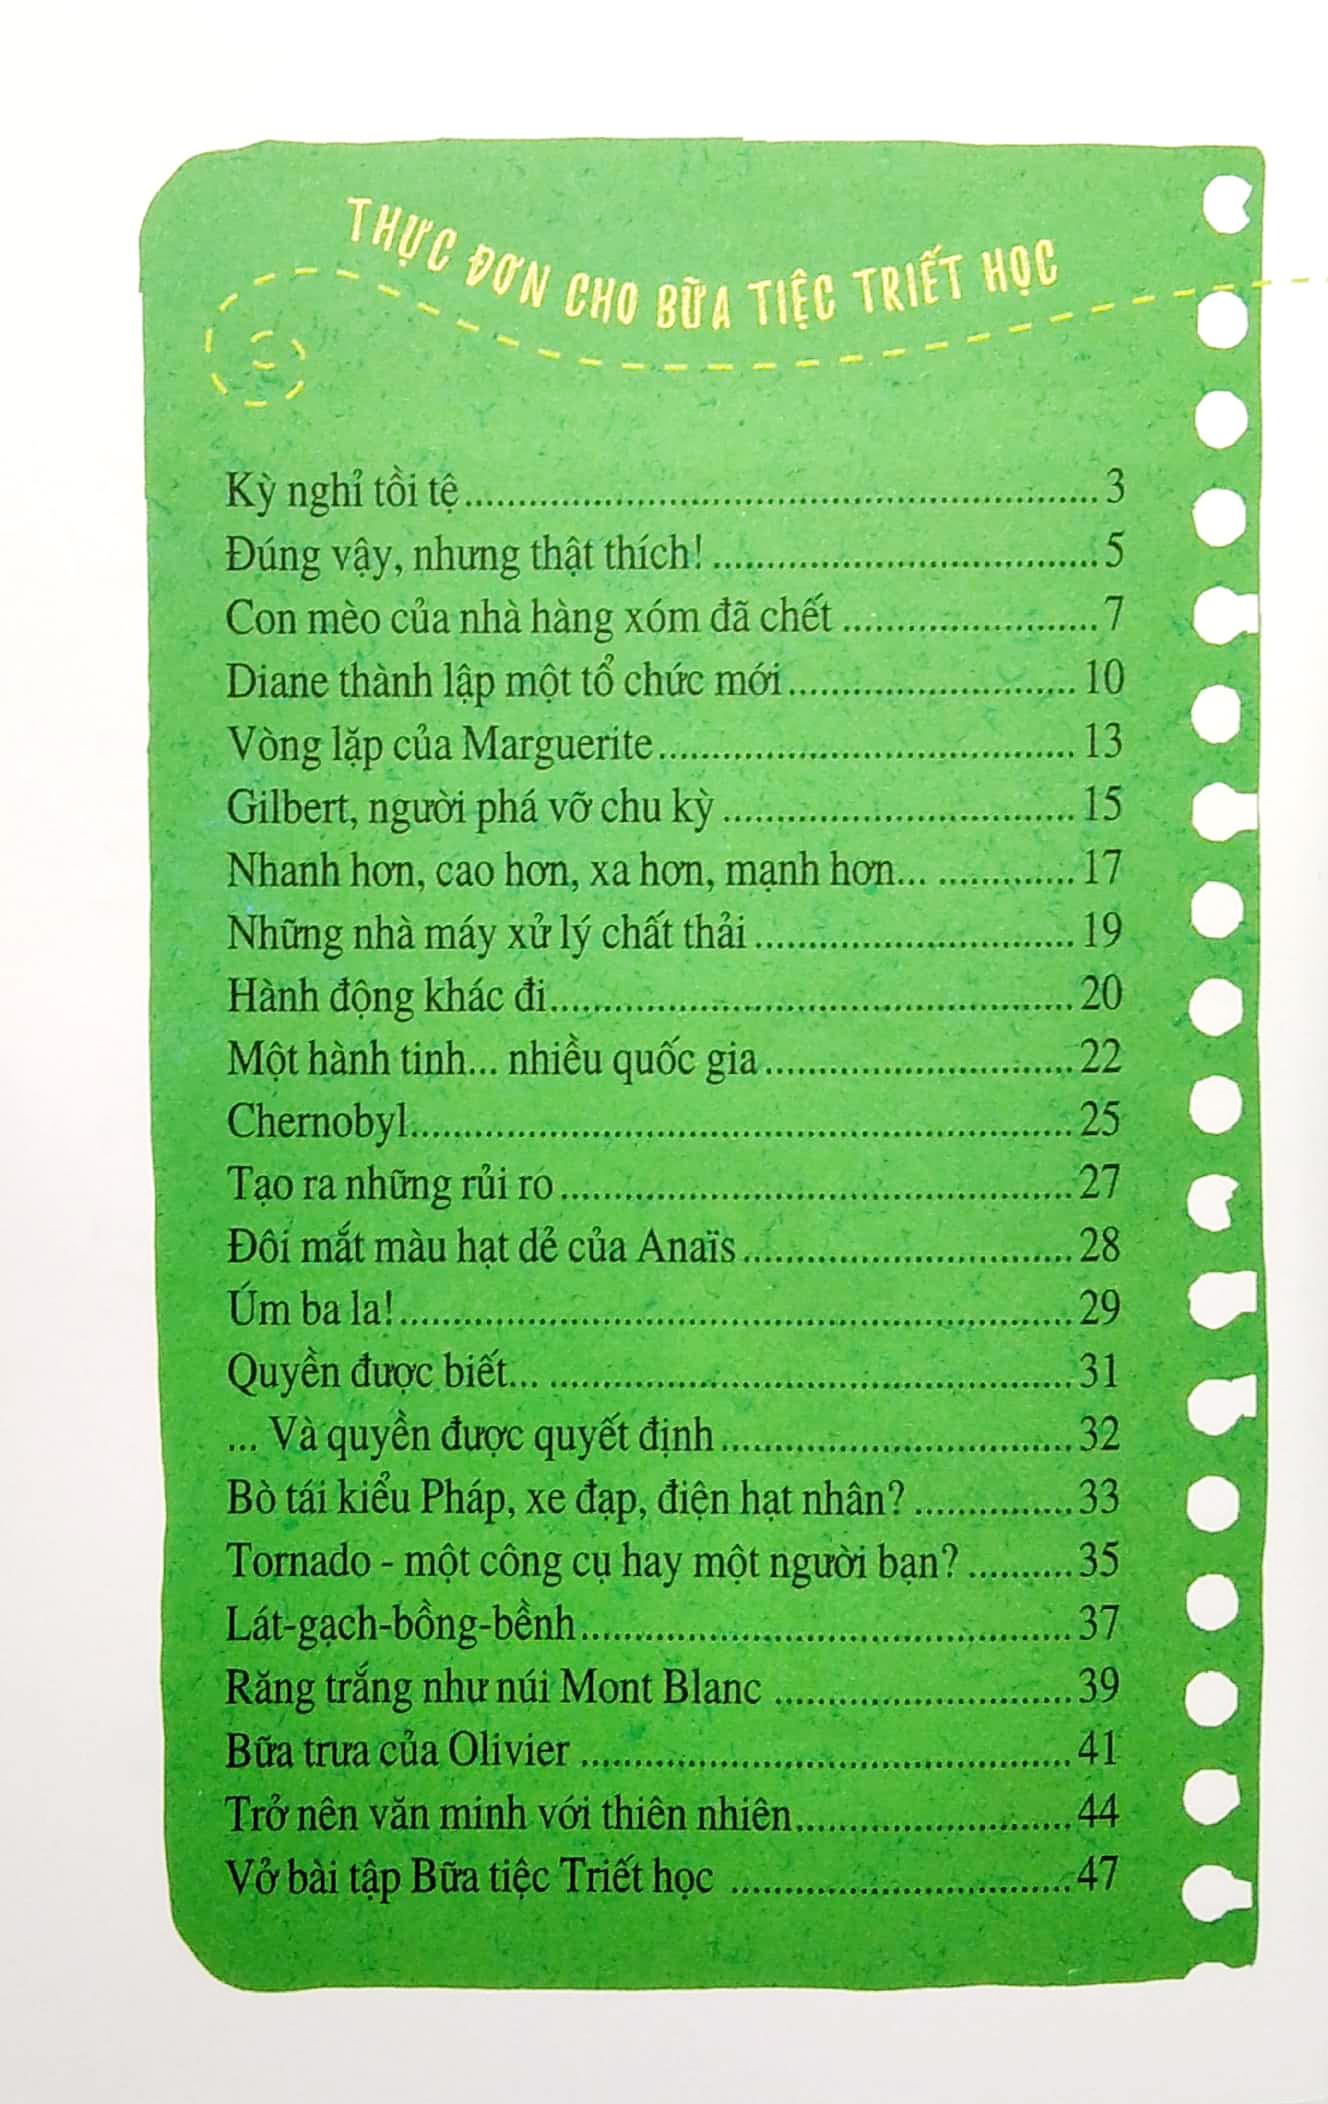 THỰC ĐƠN CHO BỮA TIỆC TRIẾT HỌC
Kỳ nghỉ tồi tệ........................................................... 3
Đúng vậy, nhưng thật thích! .................................... 5
Con mèo của nhà hàng xóm đã chết ........................ 7
Diane thành lập một tổ chức mới........................... 10
Vòng lặp của Marguerite....................................... 13
Gilbert, người phá vỡ chu kỳ ................................. 15
Nhanh hơn, cao hơn, xa hơn, mạnh hơn... ............. 17
Những nhà máy xử lý chất thải .............................. 19
Hành động khác đi................................................. 20
Một hành tinh... nhiều quốc gia ............................. 22
Chernobyl.............................................................. 25
Tạo ra những rủi ro ................................................ 27
Đôi mắt màu hạt dẻ của Anaïs ............................... 28
Úm ba la!............................................................... 29
Quyền được biết... ................................................. 31
... Và quyền được quyết định ................................. 32
Bò tái kiểu Pháp, xe đạp, điện hạt nhân? ............... 33
Tornado - một công cụ hay một người bạn? .......... 35
Lát-gạch-bồng-bềnh.............................................. 37
Răng trắng như núi Mont Blanc ............................ 39
Bữa trưa của Olivier .............................................. 41
Trở nên văn minh với thiên nhiên.......................... 44
Vở bài tập Bữa tiệc Triết học ................................ 47